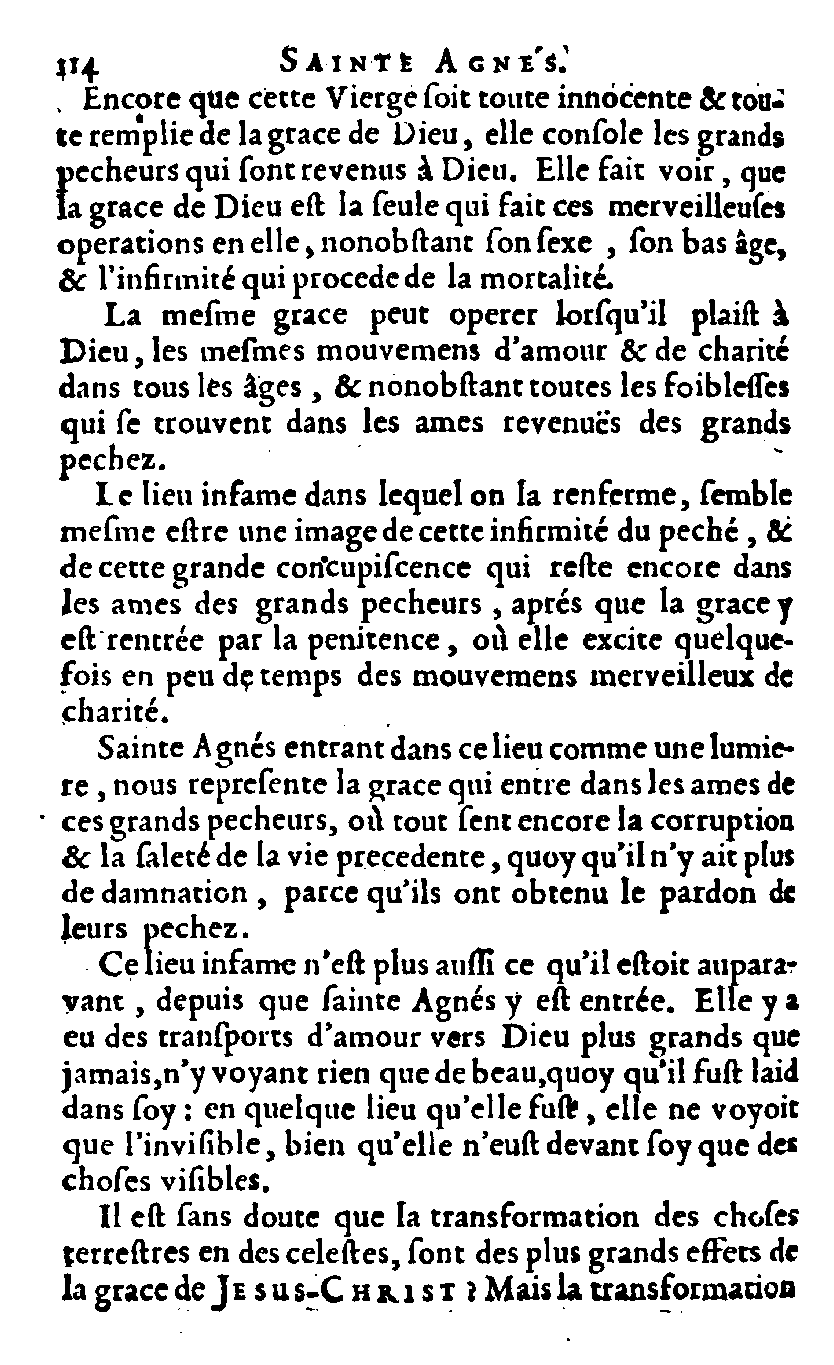 314 SAINTE AGNE'S.
Encore que cette Vierge ſoit toute innocente & tou-
te remplie de la grace de Dieu, elle conſole les grands
pecheurs qui ſont revenus à Dieu. Elle fait voir, que
la grace de Dieu eſt la ſeule qui fait ces merveilleuſes
operations en elle, nonobſtant ſon ſexe, ſon bas âge,
& l'infirmité qui procede de la mortalité.
La meſme grace peut operer lorſqu'il plaiſt à
Dieu, les meſmes mouvemens d'amour & de charité
dans tous les âges, & nonobſtant toutes les foibleſſes
qui ſe trouvent dans les ames revenuës des grands
pechez.
Le lieu infame dans lequel on la renferme, ſemble
meſme eſtre une image de cette infirmité du peché, &
de cette grande concupiſcence qui reſte encore dans
les ames des grands pecheurs, aprés que la grace y
eſt rentrée par la penitence, où elle excite quelque-
fois en peu de temps des mouvemens merveilleux de
charité.
Sainte Agnés entrant dans ce lieu comme une lumie-
re, nous repreſente la grace qui entre dans les ames de
ces grands pecheurs, où tout ſent encore la corruption
& la ſaleté de la vie precedente, quoy qu'il n'y ait plus
de damnation, parce qu'ils ont obtenu le pardon de
leurs pechez.
Ce lieu infame n'eſt plus auſſi ce qu'il eſtoit aupara-
vant, depuis que ſainte Agnés y eſt entrée. Elle y a
eu des tranſports d'amour vers Dieu plus grands que
jamais, n'y voyant rien que de beau, quoy qu'il fuſt laid
dans ſoy: en quelque lieu qu'elle fuſt, elle ne voyoit
que l'inviſible, bien qu'elle n'euſt devant ſoy que des
choſes viſibles.
Il eſt ſans doute que la transformation des choſes
terreſtres en des celeſtes, ſont des plus grands effets de
la grace de JESUS-CHRIST? Mais la transformation